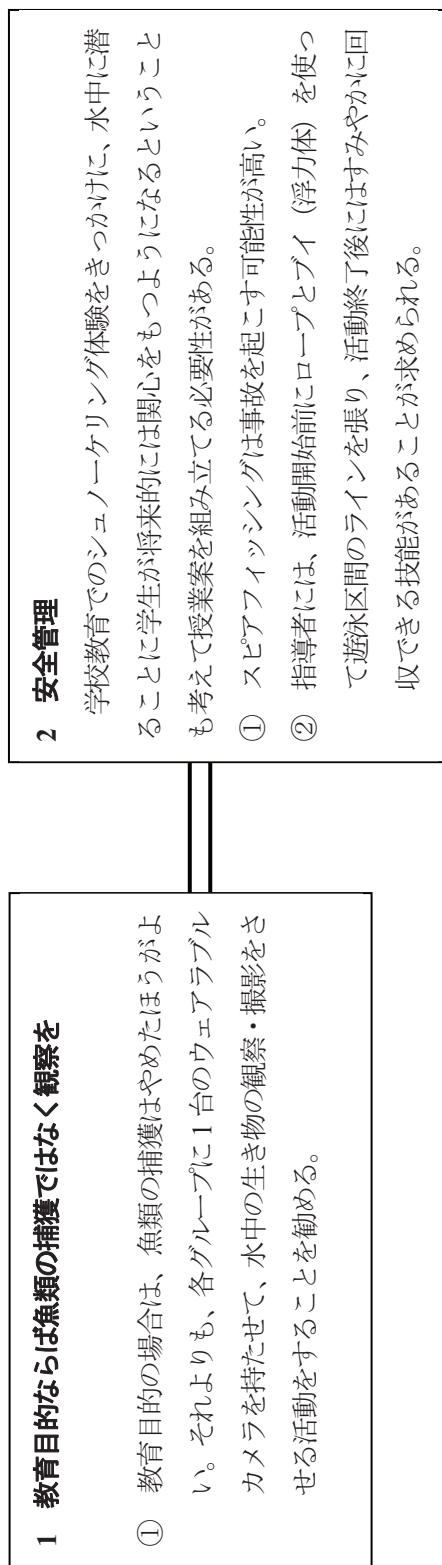 1 教育目的ならば魚類の捕獲ではなく観察を
① 教育目的の場合は、魚類の捕獲はやめたほうがよ
い。それよりも、各グループに1台のウェアラブル
カメラを持たせて、水中の生き物の観察・撮影をさ
せる活動をすることを勧める。
2 安全管理
学校教育でのシュノーケリング体験をきっかけに、水中に潜
ることに学生が将来的には関心をもつようになるということ
も考えて授業案を組み立てる必要性がある。
① スピアフィッシングは事故を起こす可能性が高い。
② 指導者には、活動開始前にロープとブイ（浮力体）を使っ
て遊泳区間のラインを張り、活動終了後にはすみやかに回
収できる技能があることが求められる。